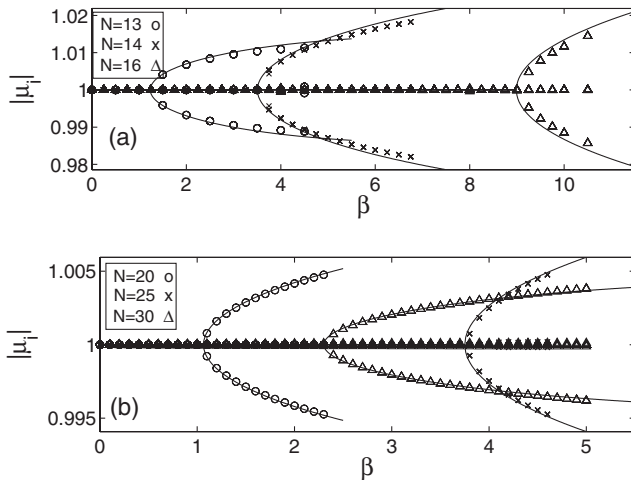 1.02
1.01
1
0.99
0.98
|μᵢ|
N=13 o
N=14 x
N=16 Δ
(a)
0 2 4 6 8 10
β
1.005
1
0.995
|μᵢ|
N=20 o
N=25 x
N=30 Δ
(b)
0 1 2 3 4 5
β